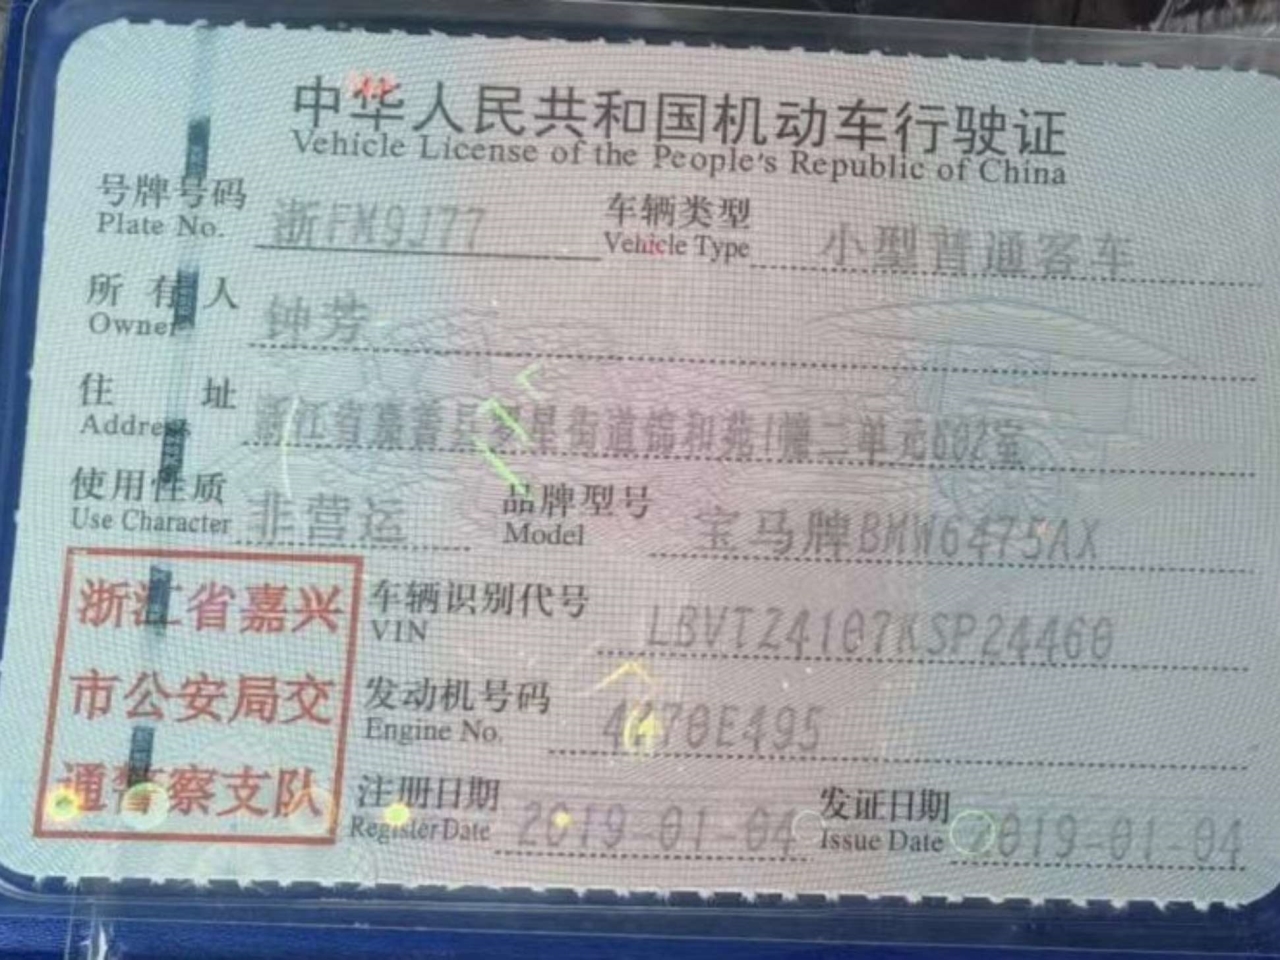 中华人民共和国机动车行驶证
Vehicle License of the People's Republic of China
号牌号码 浙FM9J77 车辆类型 小型普通客车
Plate No. Vehicle Type
所有人 钟芳
Owner
住址 浙江省嘉善县罗星街道锦和苑1幢二单元602室
Address
使用性质 非营运 品牌型号 宝马牌BMW6475AX
Use Character Model
浙江省嘉兴
市公安局交
通警察支队
车辆识别代号 LBVTZ4107KSP24460
VIN
发动机号码 4470E495
Engine No.
注册日期 2019-01-04 发证日期 2019-01-04
Register Date Issue Date